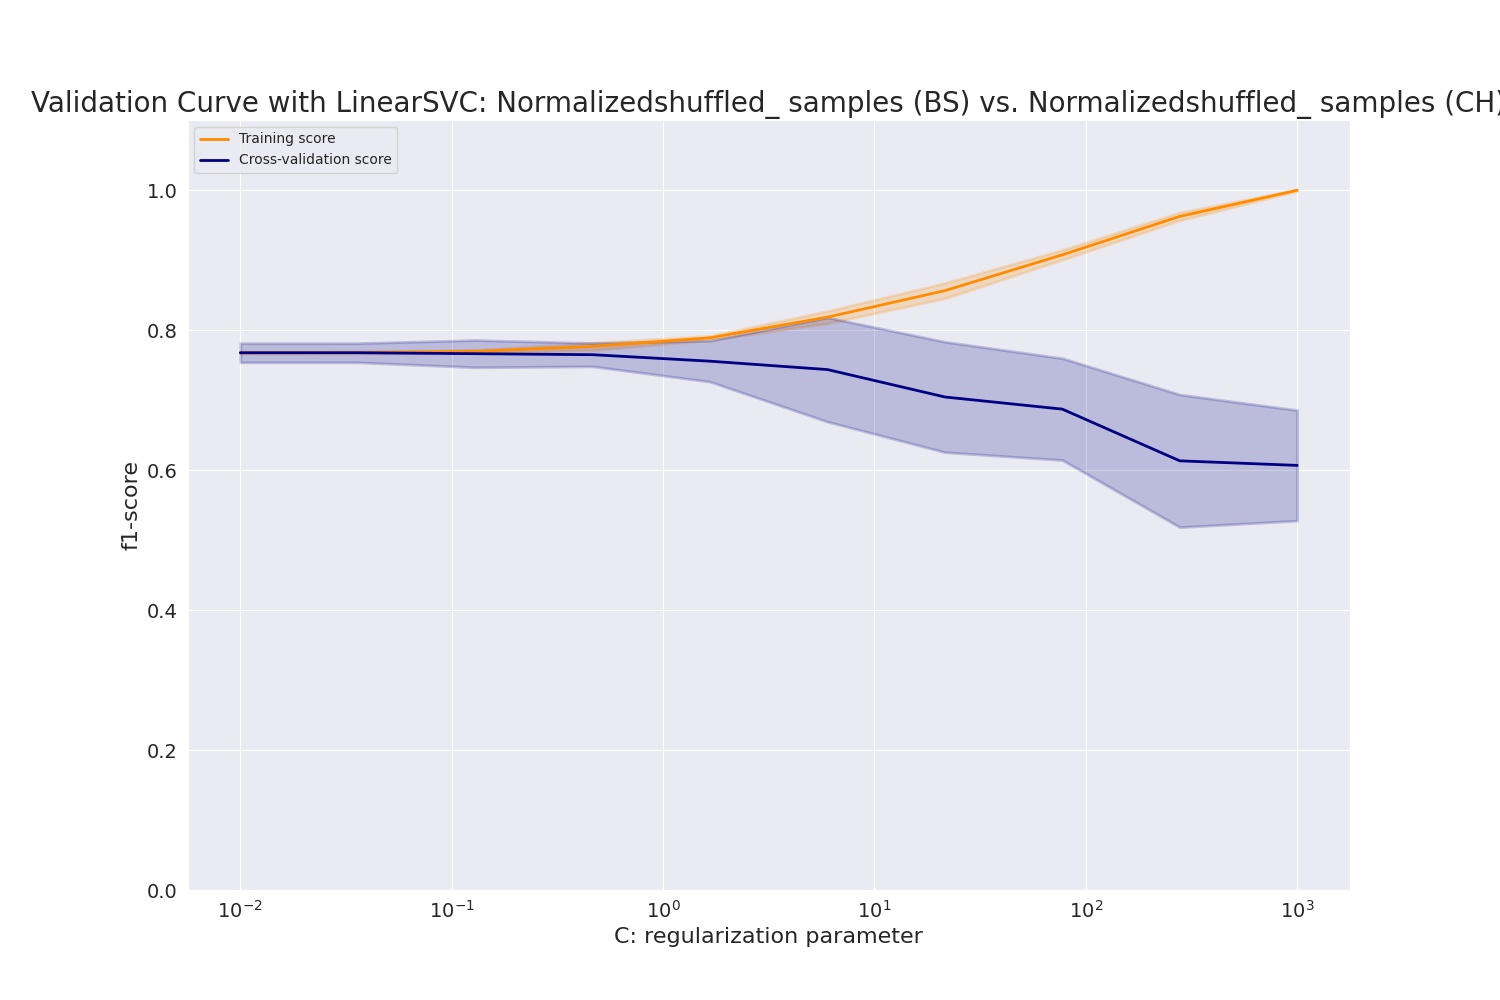 Validation Curve with LinearSVC: Normalizedshuffled_ samples (BS) vs. Normalizedshuffled_ samples (CH)
Training score
Cross-validation score
1.0
0.8
0.6
0.4
0.2
0.0
f1-score
10⁻² 10⁻¹ 10⁰ 10¹ 10² 10³
C: regularization parameter